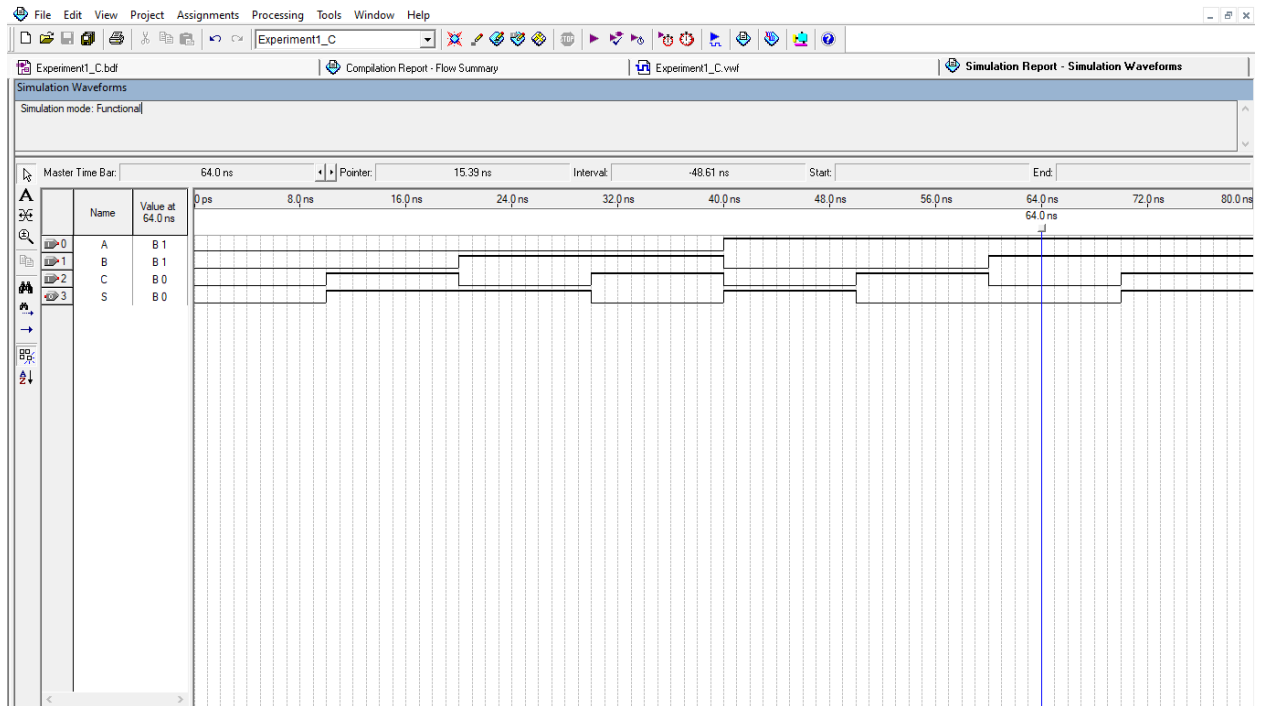 File Edit View Project Assignments Processing Tools Window Help
Experiment1_C
Experiment1_C.bdf Compilation Report - Flow Summary Experiment1_C.vwf Simulation Report - Simulation Waveforms
Simulation Waveforms
Simulation mode: Functional
Master Time Bar: 64.0 ns Pointer: 15.39 ns Interval: -48.61 ns Start: End:
0 ps 8.0 ns 16.0 ns 24.0 ns 32.0 ns 40.0 ns 48.0 ns 56.0 ns 64.0 ns 72.0 ns 80.0 ns
Name Value at
64.0 ns
64.0 ns
0 A B 1
1 B B 1
2 C B 0
3 S B 0